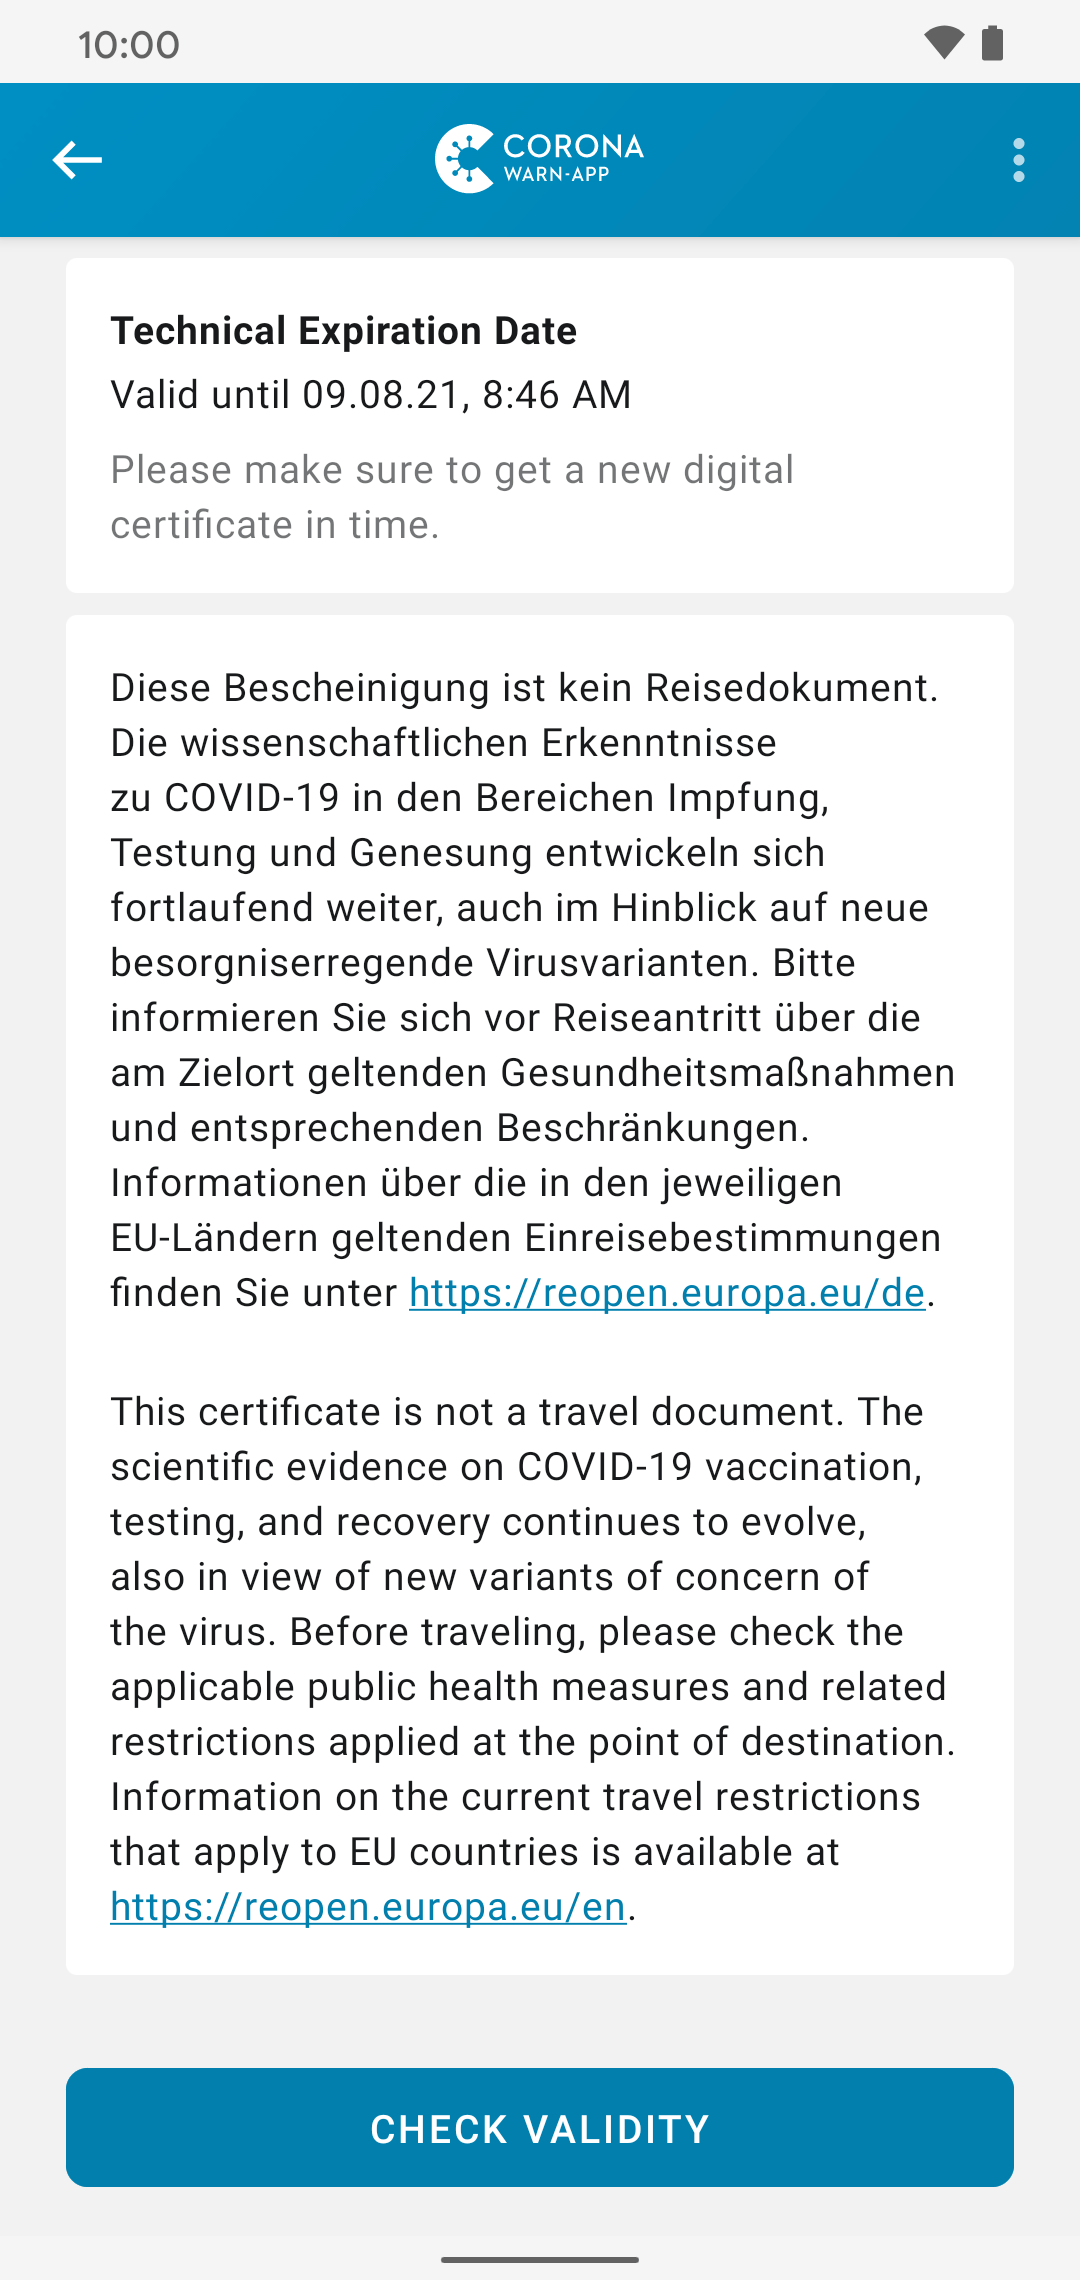 10:00
CORONA
WARN-APP
Technical Expiration Date
Valid until 09.08.21, 8:46 AM
Please make sure to get a new digital
certificate in time.
Diese Bescheinigung ist kein Reisedokument.
Die wissenschaftlichen Erkenntnisse
zu COVID-19 in den Bereichen Impfung,
Testung und Genesung entwickeln sich
fortlaufend weiter, auch im Hinblick auf neue
besorgniserregende Virusvarianten. Bitte
informieren Sie sich vor Reiseantritt über die
am Zielort geltenden Gesundheitsmaßnahmen
und entsprechenden Beschränkungen.
Informationen über die in den jeweiligen
EU-Ländern geltenden Einreisebestimmungen
finden Sie unter https://reopen.europa.eu/de.
This certificate is not a travel document. The
scientific evidence on COVID-19 vaccination,
testing, and recovery continues to evolve,
also in view of new variants of concern of
the virus. Before traveling, please check the
applicable public health measures and related
restrictions applied at the point of destination.
Information on the current travel restrictions
that apply to EU countries is available at
https://reopen.europa.eu/en.
CHECK VALIDITY